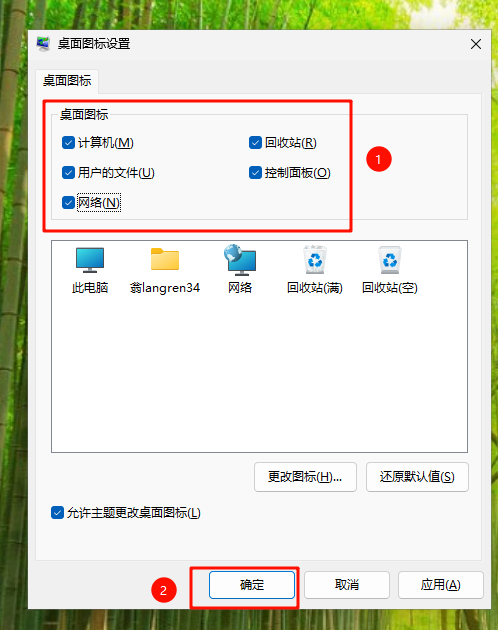 桌面图标设置
桌面图标
桌面图标
计算机(M) 回收站(R)
1
用户的文件(U) 控制面板(O)
网络(N)
此电脑 翁langren34 网络 回收站(满) 回收站(空)
更改图标(H)... 还原默认值(S)
允许主题更改桌面图标(L)
2 确定 取消 应用(A)